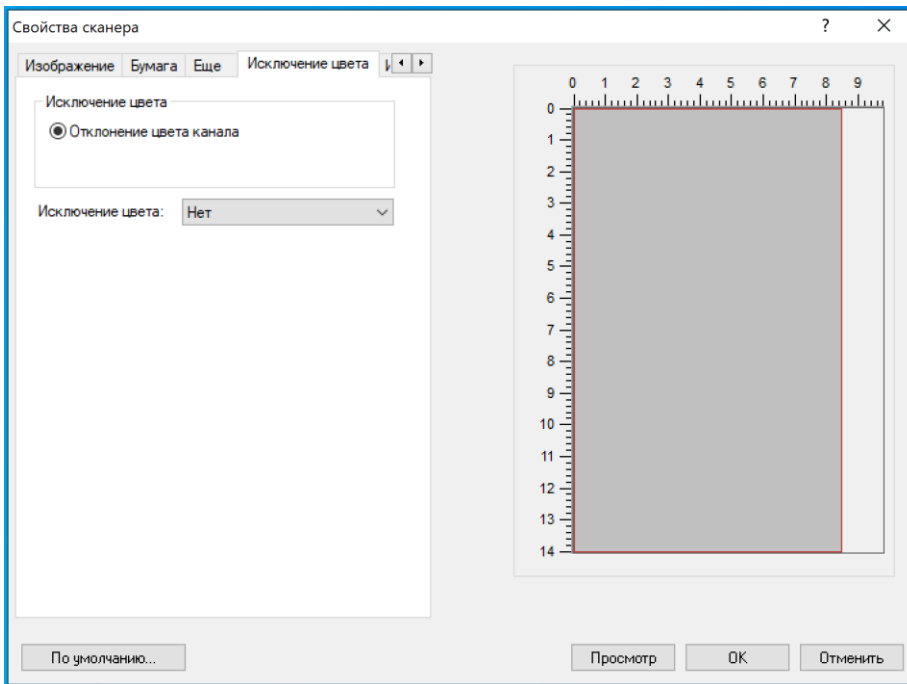 Свойства сканера ? ×
Изображение Бумага Еще Исключение цвета
Исключение цвета
Отклонение цвета канала
Исключение цвета: Нет
0 1 2 3 4 5 6 7 8 9
0
1
2
3
4
5
6
7
8
9
10
11
12
13
14
По умолчанию... Просмотр OK Отменить